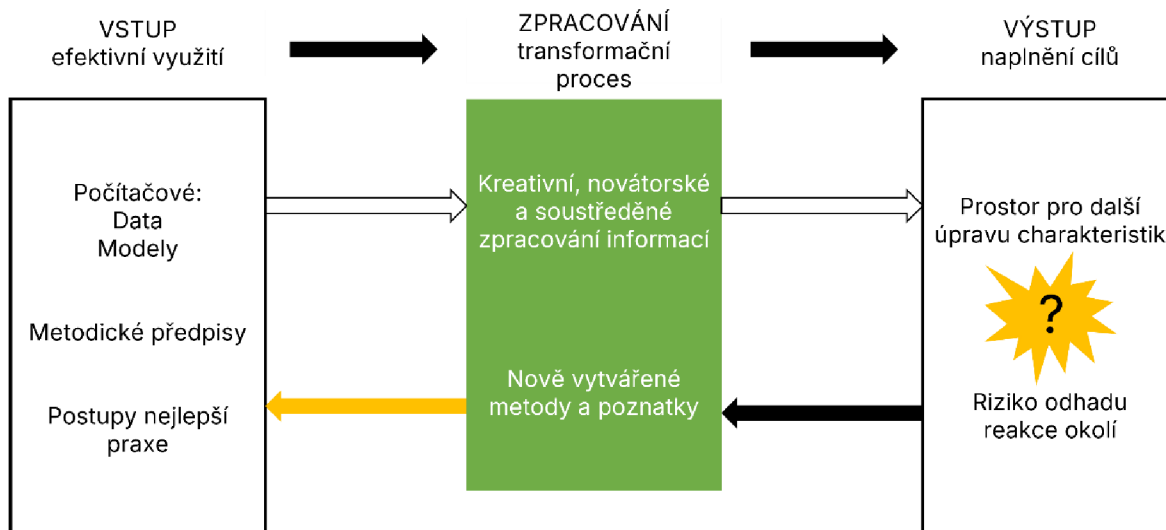 VSTUP
efektivní využití
ZPRACOVÁNÍ
transformační
proces
VÝSTUP
naplnění cílů
Počítačové:
Data
Modely
Metodické předpisy
Postupy nejlepší
praxe
Kreativní, novátorské
a soustředěné
zpracování informací
Nově vytvářené
metody a poznatky
Prostor pro další
úpravu charakteristik
?
Riziko odhadu
reakce okolí